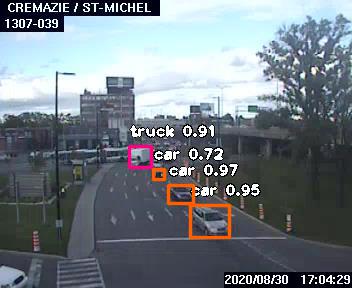 CREMAZIE / ST-MICHEL
1307-039
truck 0.91
car 0.72
car 0.97
car 0.95
2020/08/30 17:04:29